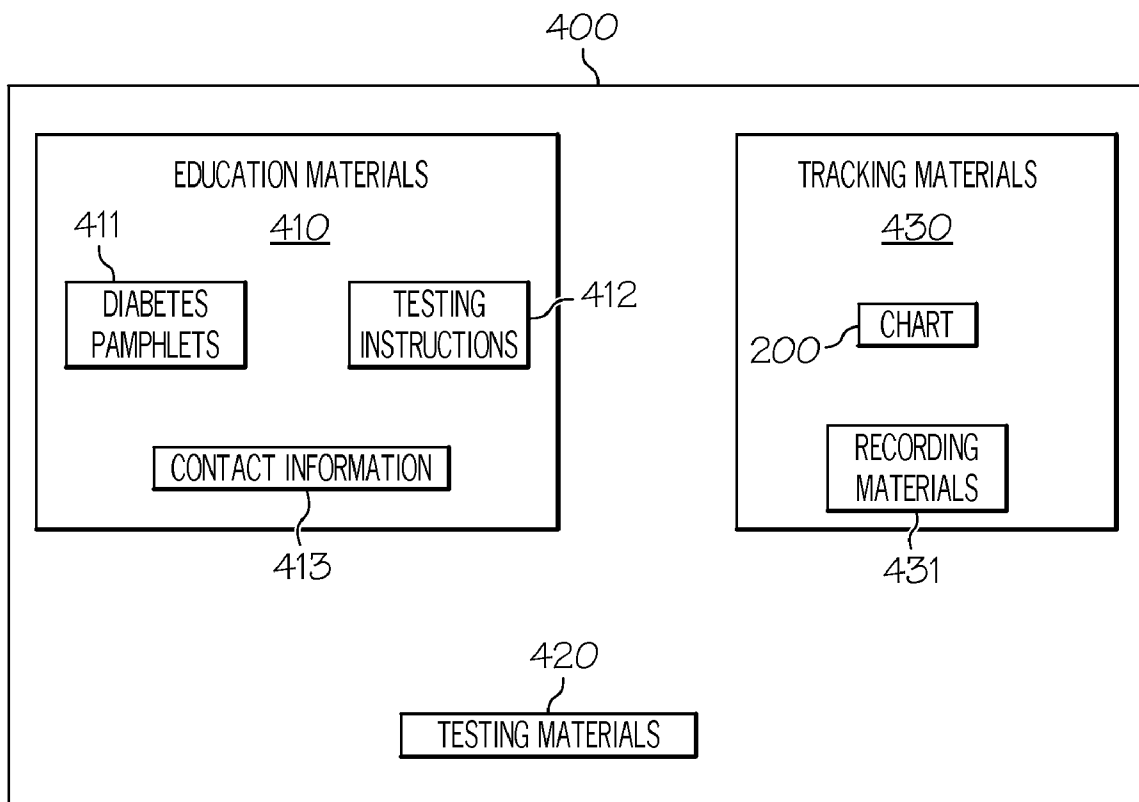 400
EDUCATION MATERIALS
410
411
DIABETES
PAMPHLETS
TESTING
INSTRUCTIONS
412
CONTACT INFORMATION
413
TRACKING MATERIALS
430
CHART
200
RECORDING
MATERIALS
431
420
TESTING MATERIALS